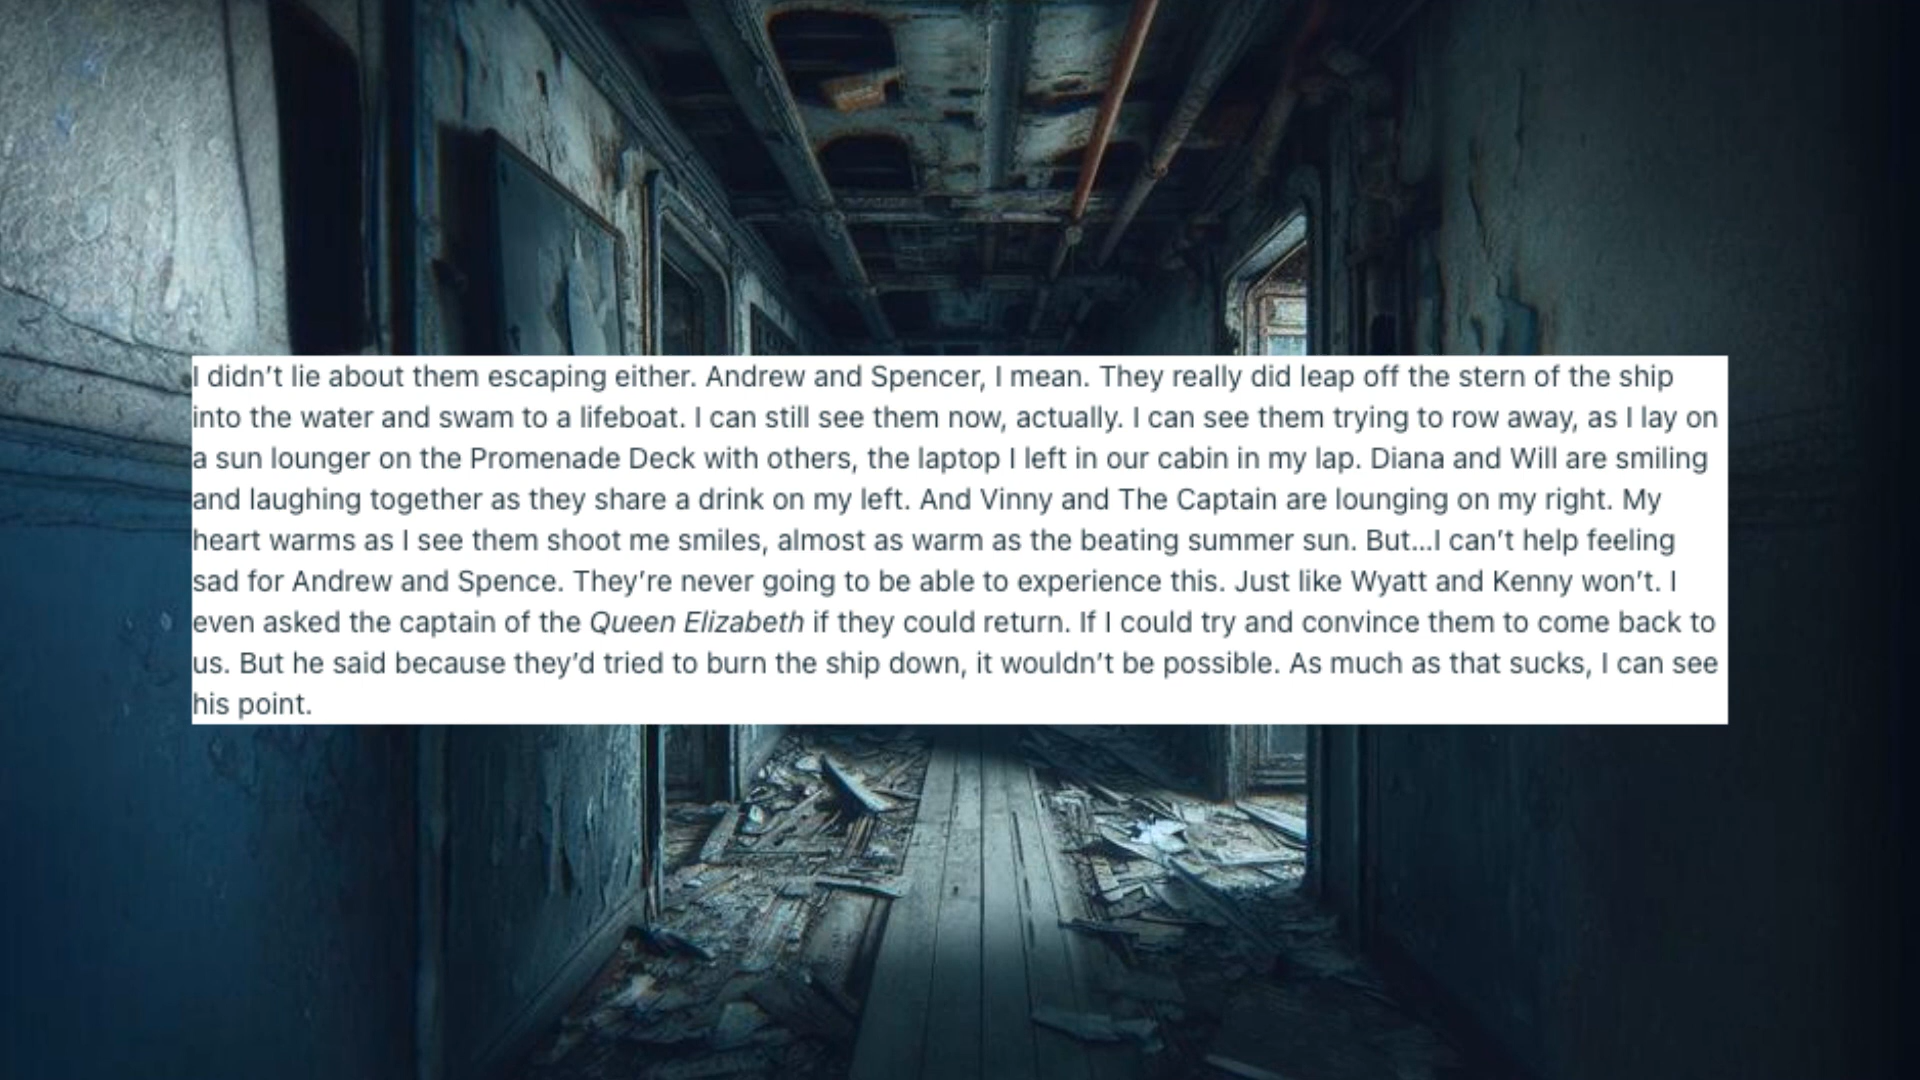 I didn’t lie about them escaping either. Andrew and Spencer, I mean. They really did leap off the stern of the ship
into the water and swam to a lifeboat. I can still see them now, actually. I can see them trying to row away, as I lay on
a sun lounger on the Promenade Deck with others, the laptop I left in our cabin in my lap. Diana and Will are smiling
and laughing together as they share a drink on my left. And Vinny and The Captain are lounging on my right. My
heart warms as I see them shoot me smiles, almost as warm as the beating summer sun. But...I can’t help feeling
sad for Andrew and Spence. They’re never going to be able to experience this. Just like Wyatt and Kenny won’t. I
even asked the captain of the Queen Elizabeth if they could return. If I could try and convince them to come back to
us. But he said because they’d tried to burn the ship down, it wouldn’t be possible. As much as that sucks, I can see
his point.